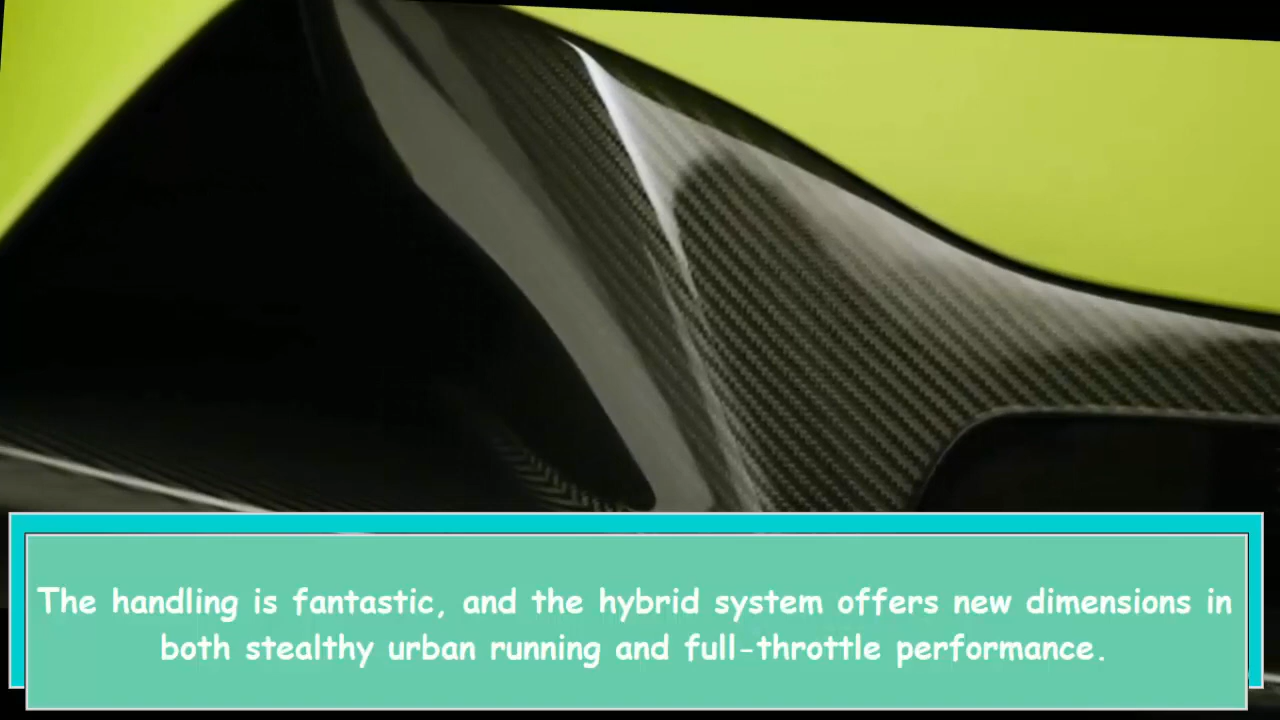 The handling is fantastic, and the hybrid system offers new dimensions in
both stealthy urban running and full-throttle performance.